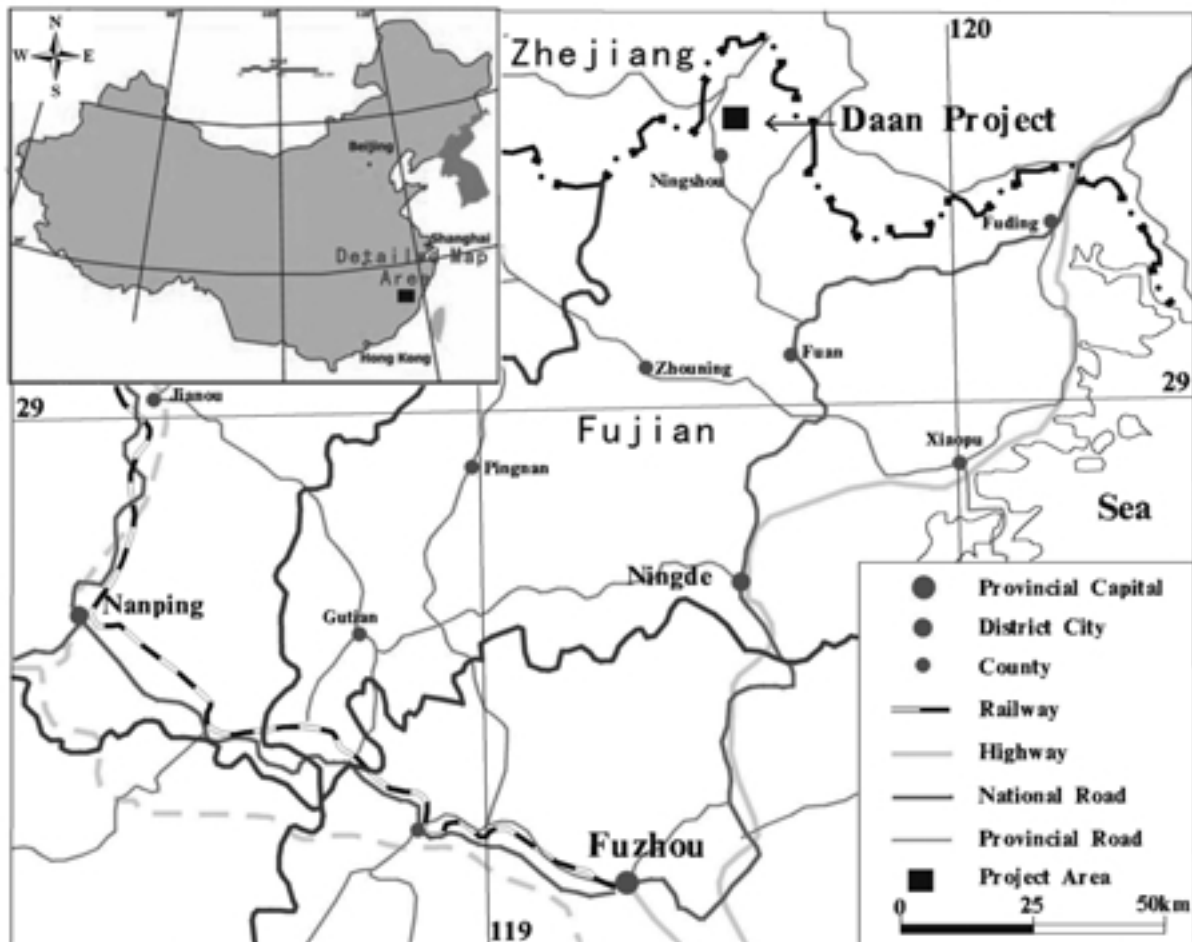 N
W
E
S
Beijing
Shanghai
Detailed Map
Area
Hong Kong
Zhejiang
120
Daan Project
Ningshou
Fuding
Fuan
Zhouning
29
29
Jianou
Fujian
Xiaopu
Pingnan
Sea
Ningde
Nanping
Gutian
Fuzhou
119
Provincial Capital
District City
County
Railway
Highway
National Road
Provincial Road
Project Area
0 25 50km